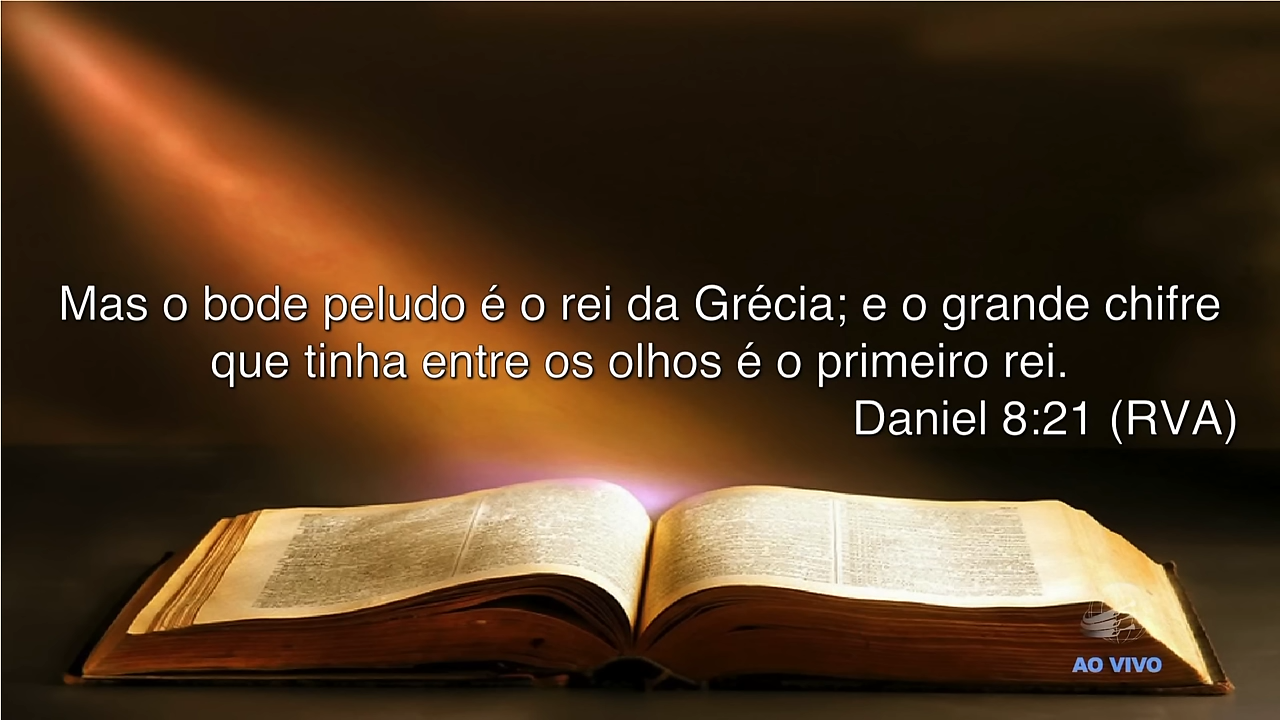 Mas o bode peludo é o rei da Grécia; e o grande chifre
que tinha entre os olhos é o primeiro rei.
Daniel 8:21 (RVA)
AO VIVO